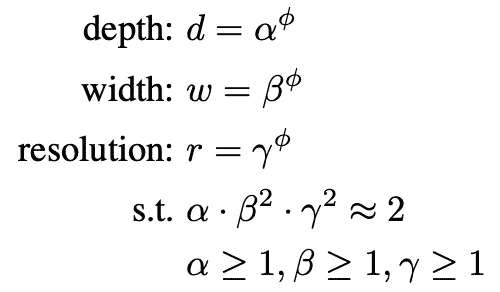 depth: d = α^ϕ
width: w = β^ϕ
resolution: r = γ^ϕ
s.t. α · β² · γ² ≈ 2
α ≥ 1, β ≥ 1, γ ≥ 1